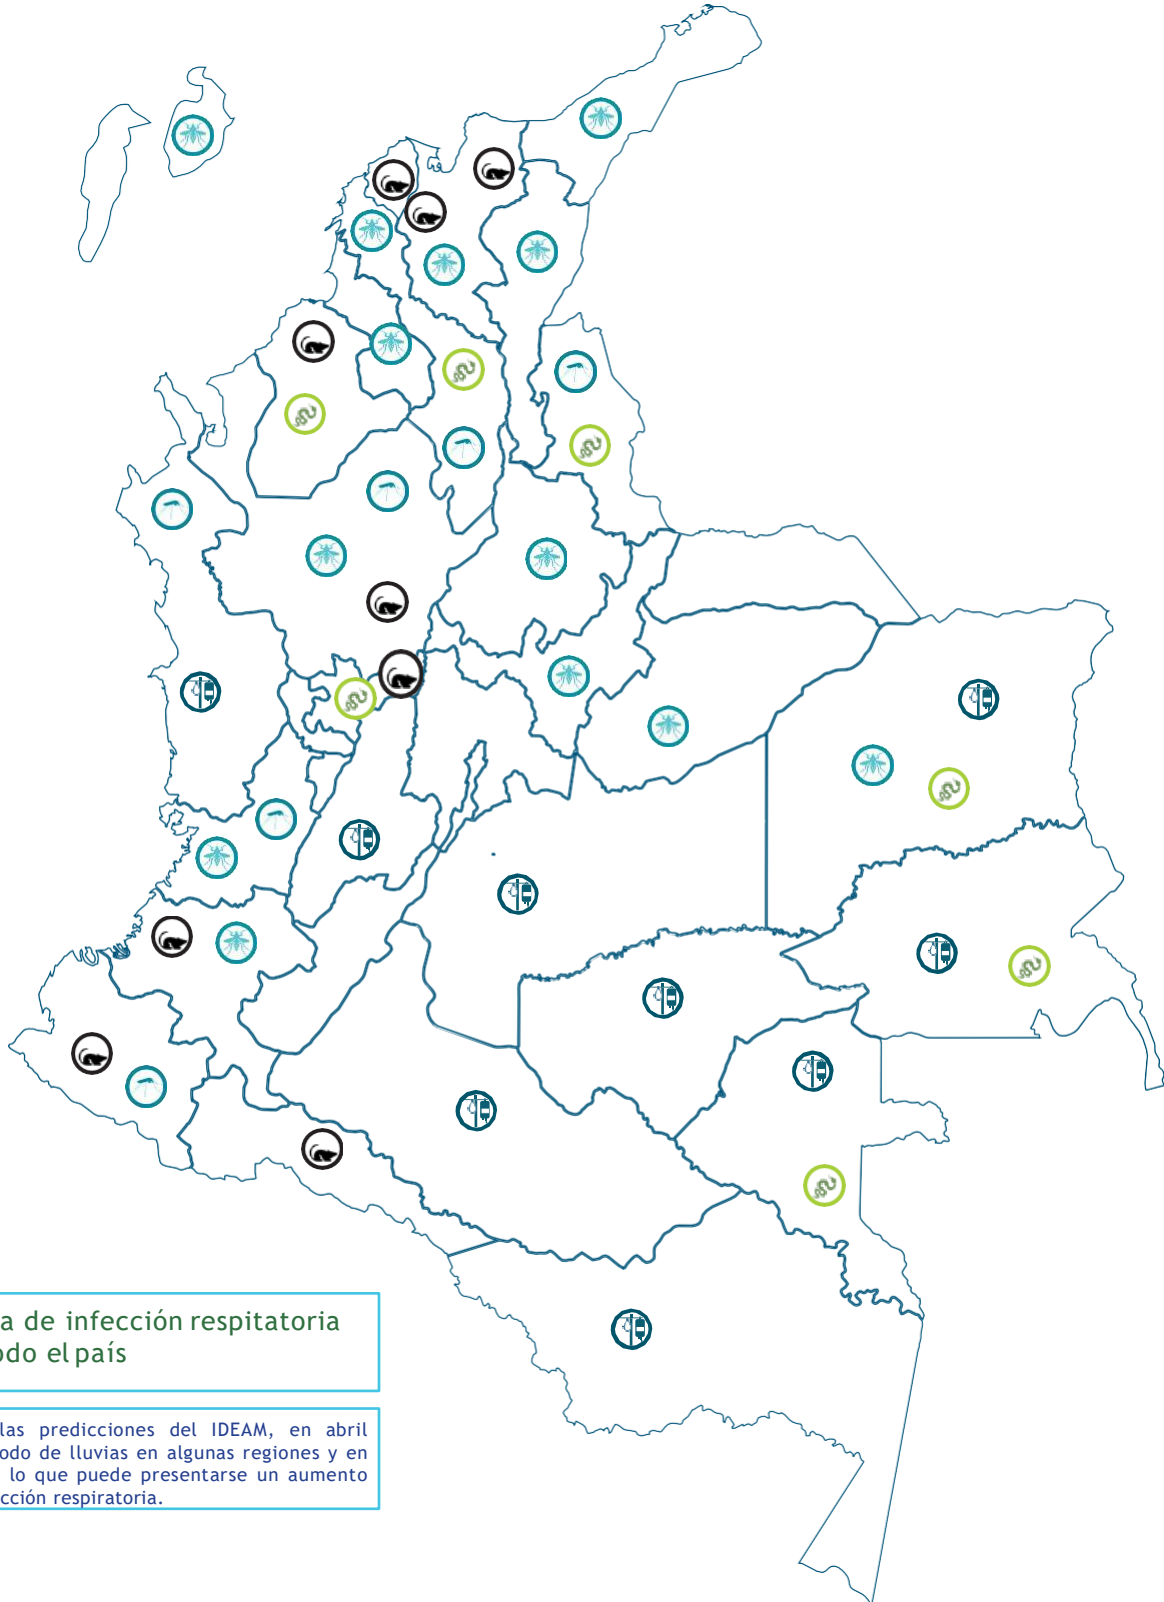 a de infección respitatoria
odo el país
las predicciones del IDEAM, en abril
odo de lluvias en algunas regiones y en
lo que puede presentarse un aumento
cción respiratoria.